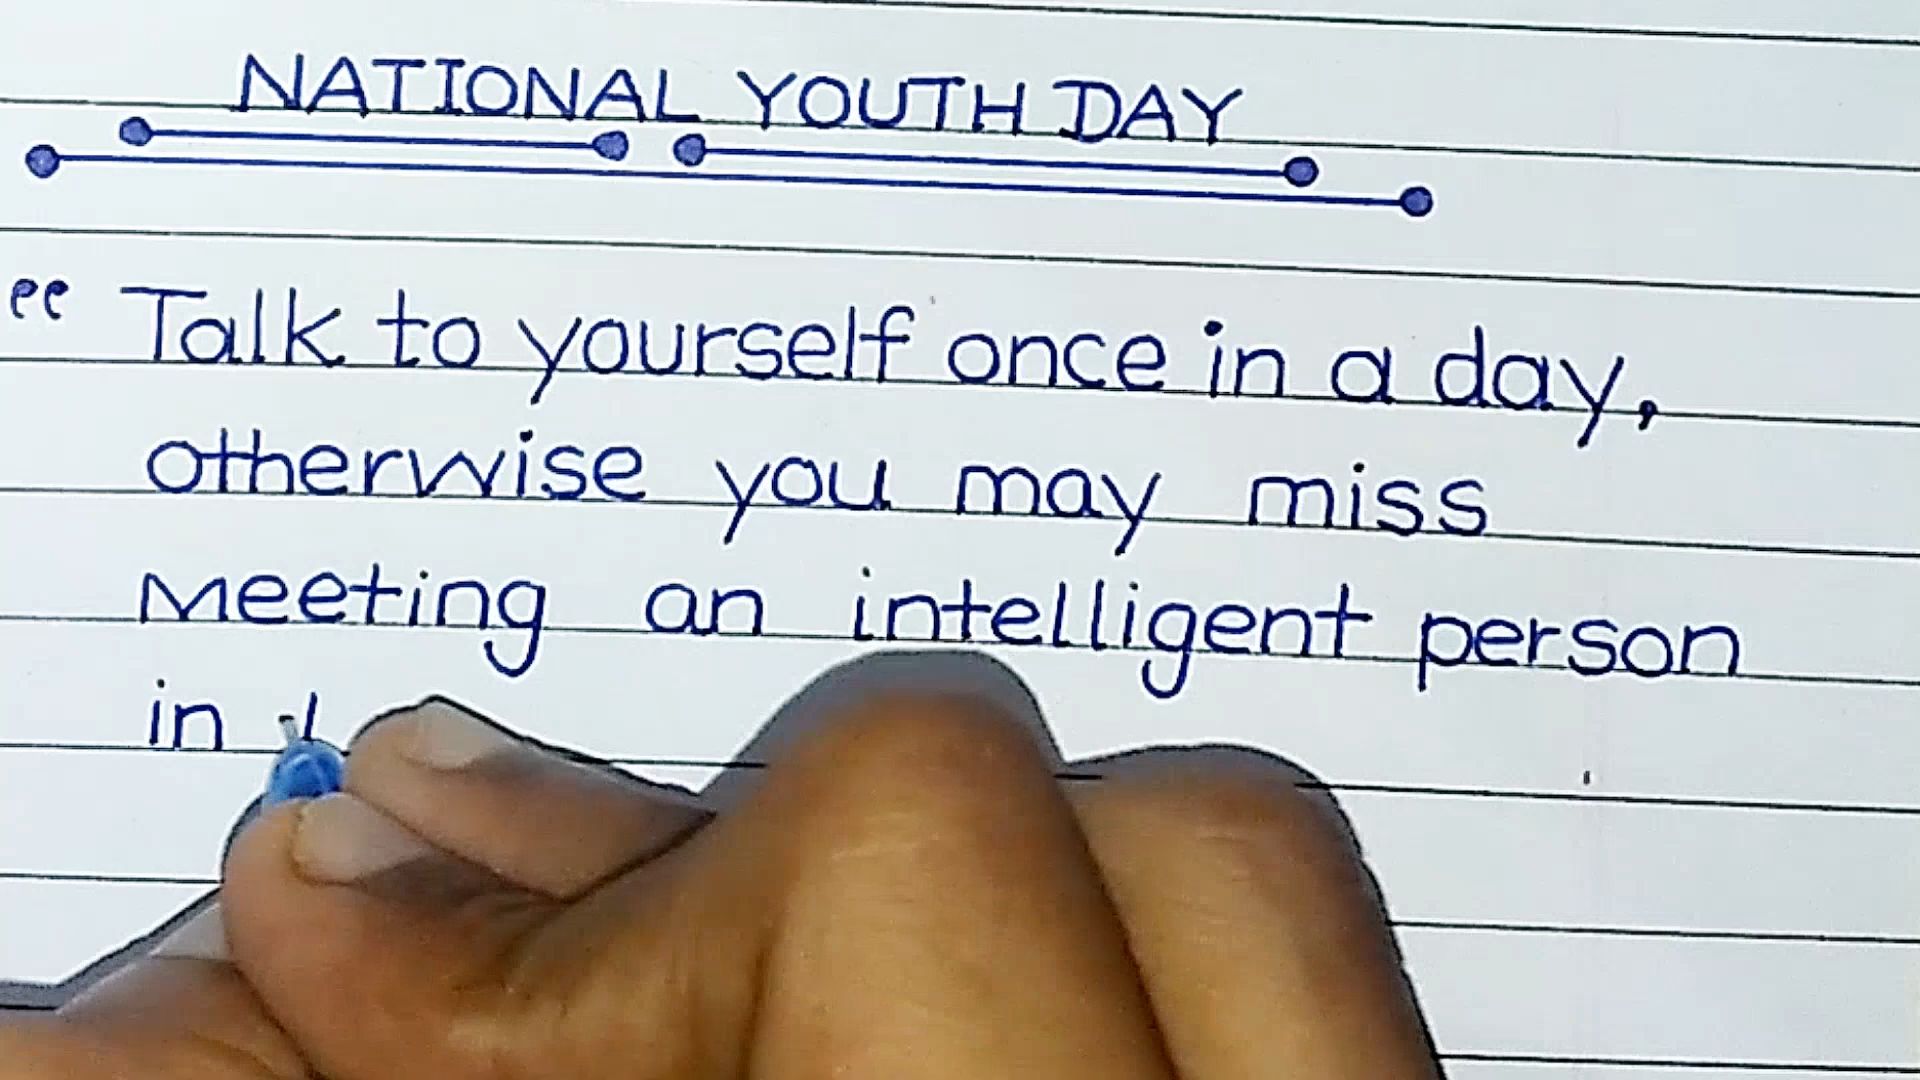 NATIONAL YOUTH DAY
“ Talk to yourself once in a day,
otherwise you may miss
Meeting an intelligent person
in